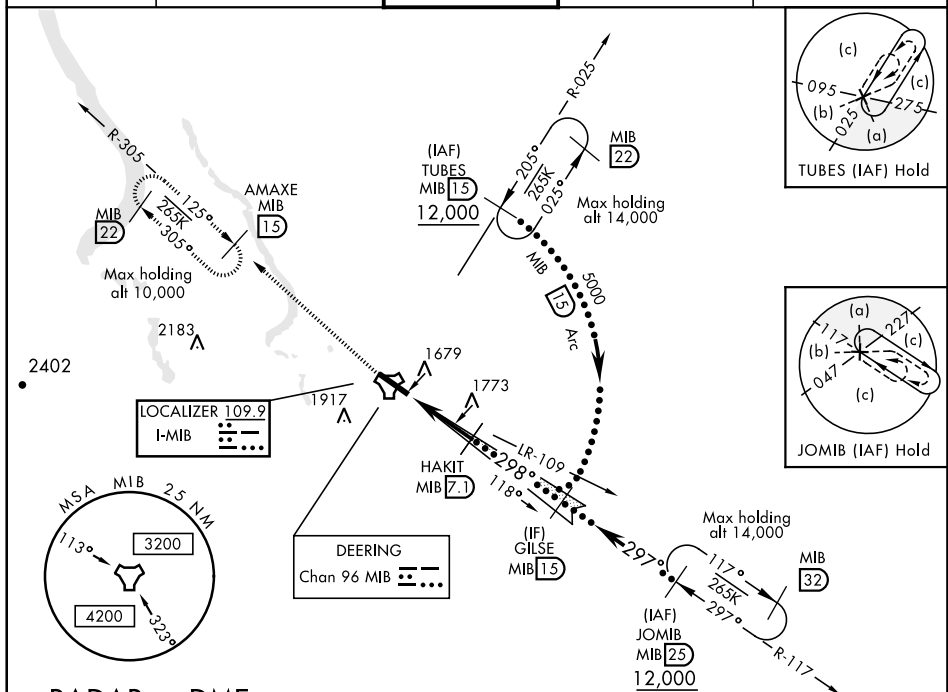 R-025
(c)
(c)
095
275
(b)
025
(a)
TUBES (IAF) Hold
R-305
(IAF)
TUBES
MIB 15
12,000
205°
265K
025°
MIB
22
Max holding
alt 14,000
AMAXE
MIB
15
MIB
22
125°
265K
305°
Max holding
alt 10,000
MIB
15
Arc
5000
(a)
117
227
(b)
(c)
047
(c)
JOMIB (IAF) Hold
2183
2402
1679
1773
1917
LOCALIZER 109.9
I-MIB
HAKIT
MIB 7.1
LR-109
298°
118°
(IF)
GILSE
MIB 15
MSA MIB 25 NM
113°
3200
4200
323°
DEERING
Chan 96 MIB
Max holding
alt 14,000
297°
117°
265K
297°
MIB
32
(IAF)
JOMIB
MIB 25
12,000
R-117